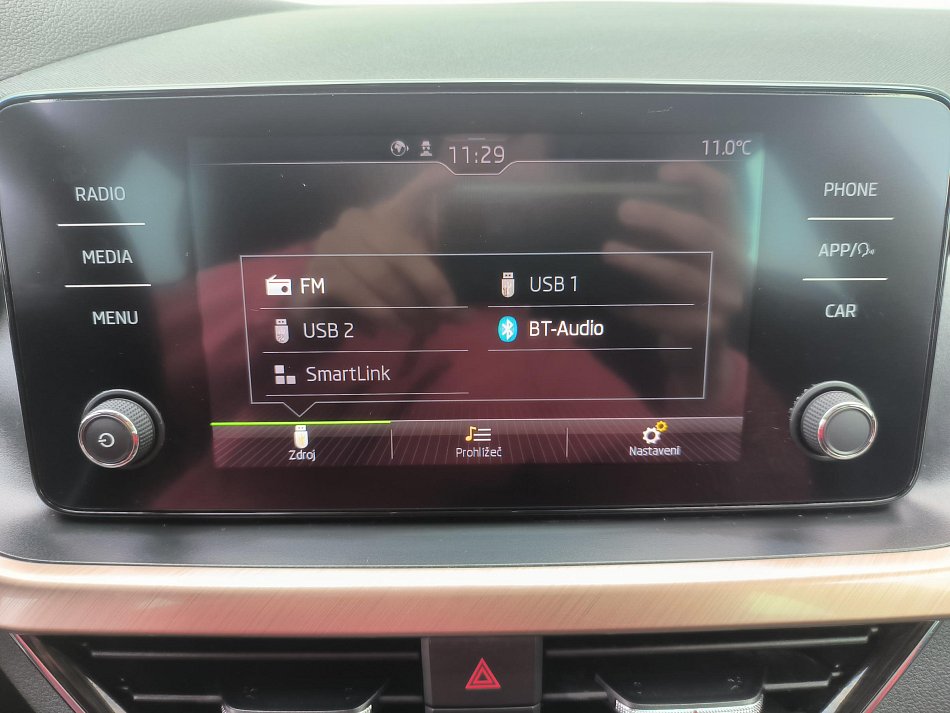 11:29
11.0°C
RADIO
MEDIA
MENU
PHONE
APP/
CAR
FM
USB 1
USB 2
BT-Audio
SmartLink
Zdroj
Prohlížeč
Nastavení